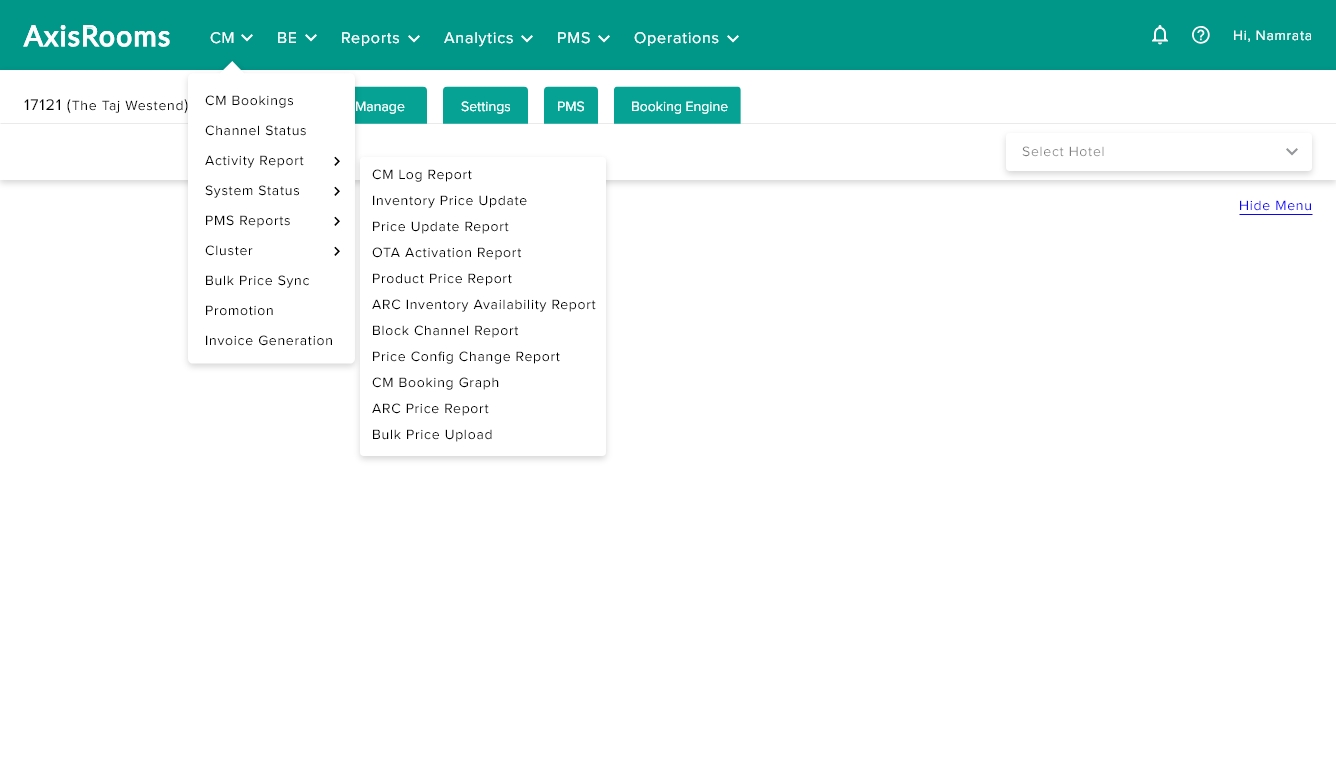 AxisRooms
CM
BE
Reports
Analytics
PMS
Operations
Hi, Namrata
17121 (The Taj Westend)
Manage
Settings
PMS
Booking Engine
Select Hotel
Hide Menu
CM Bookings
Channel Status
Activity Report
System Status
PMS Reports
Cluster
Bulk Price Sync
Promotion
Invoice Generation
CM Log Report
Inventory Price Update
Price Update Report
OTA Activation Report
Product Price Report
ARC Inventory Availability Report
Block Channel Report
Price Config Change Report
CM Booking Graph
ARC Price Report
Bulk Price Upload